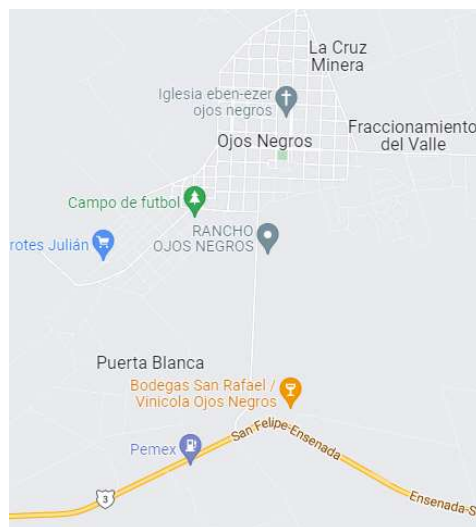 La Cruz
Minera
Iglesia eben-ezer
ojos negros
Ojos Negros
Fraccionamiento
del Valle
Campo de futbol
RANCHO
OJOS NEGROS
rotes Julián
Puerta Blanca
Bodegas San Rafael /
Vinicola Ojos Negros
San Felipe-Ensenada
Pemex
3
Ensenada-S